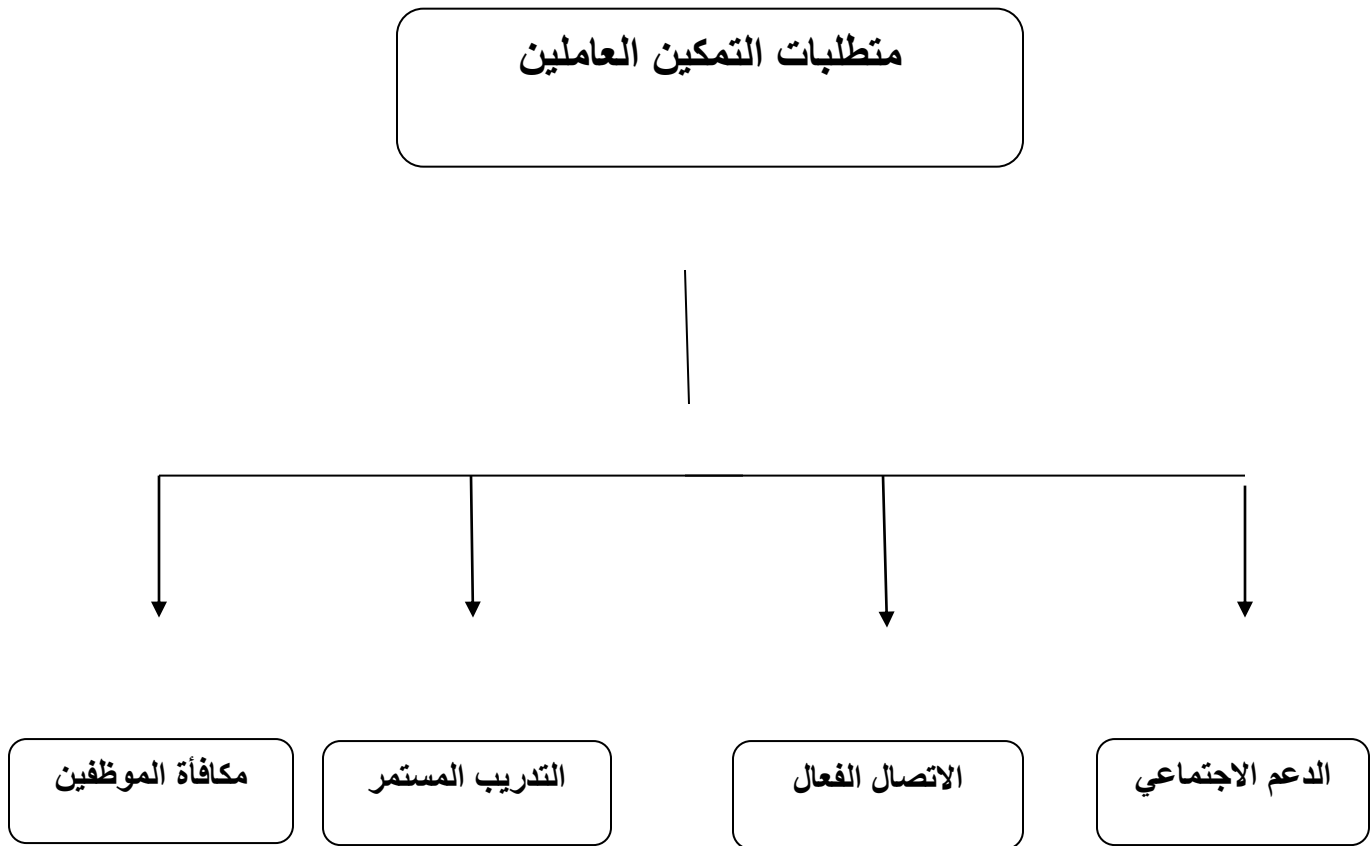 متطلبات التمكين العاملين
الدعم الاجتماعي
الاتصال الفعال
التدريب المستمر
مكافأة الموظفين